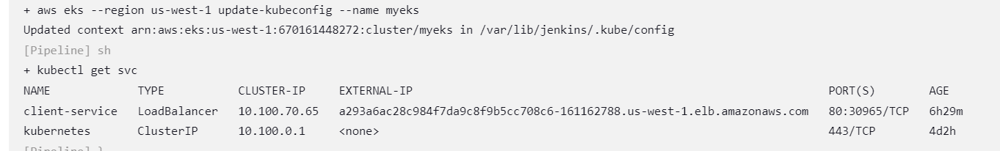 + aws eks --region us-west-1 update-kubeconfig --name myeks
Updated context arn:aws:eks:us-west-1:670161448272:cluster/myeks in /var/lib/jenkins/.kube/config
[Pipeline] sh
+ kubectl get svc
NAME TYPE CLUSTER-IP EXTERNAL-IP PORT(S) AGE
client-service LoadBalancer 10.100.70.65 a293a6ac28c984f7da9c8f9b5cc708c6-161162788.us-west-1.elb.amazonaws.com 80:30965/TCP 6h29m
kubernetes ClusterIP 10.100.0.1 <none> 443/TCP 4d2h
[Pipeline] }